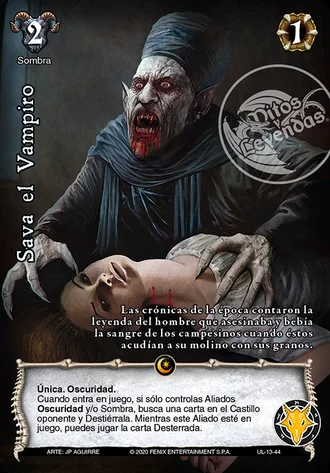 2
Sombra
1
Mitos
y
Leyendas
Sava el Vampiro
Las crónicas de la época contaron la
leyenda del hombre que asesinaba y bebía
la sangre de los campesinos cuando éstos
acudían a su molino con sus granos.
Única. Oscuridad.
Cuando entra en juego, si sólo controlas Aliados
Oscuridad y/o Sombra, busca una carta en el Castillo
oponente y Destiérrala. Mientras este Aliado esté en
juego, puedes jugar la carta Desterrada.
ARTE: JP AGUIRRE
©2020 FENIX ENTERTAINMENT S.P.A.
UL-13-44